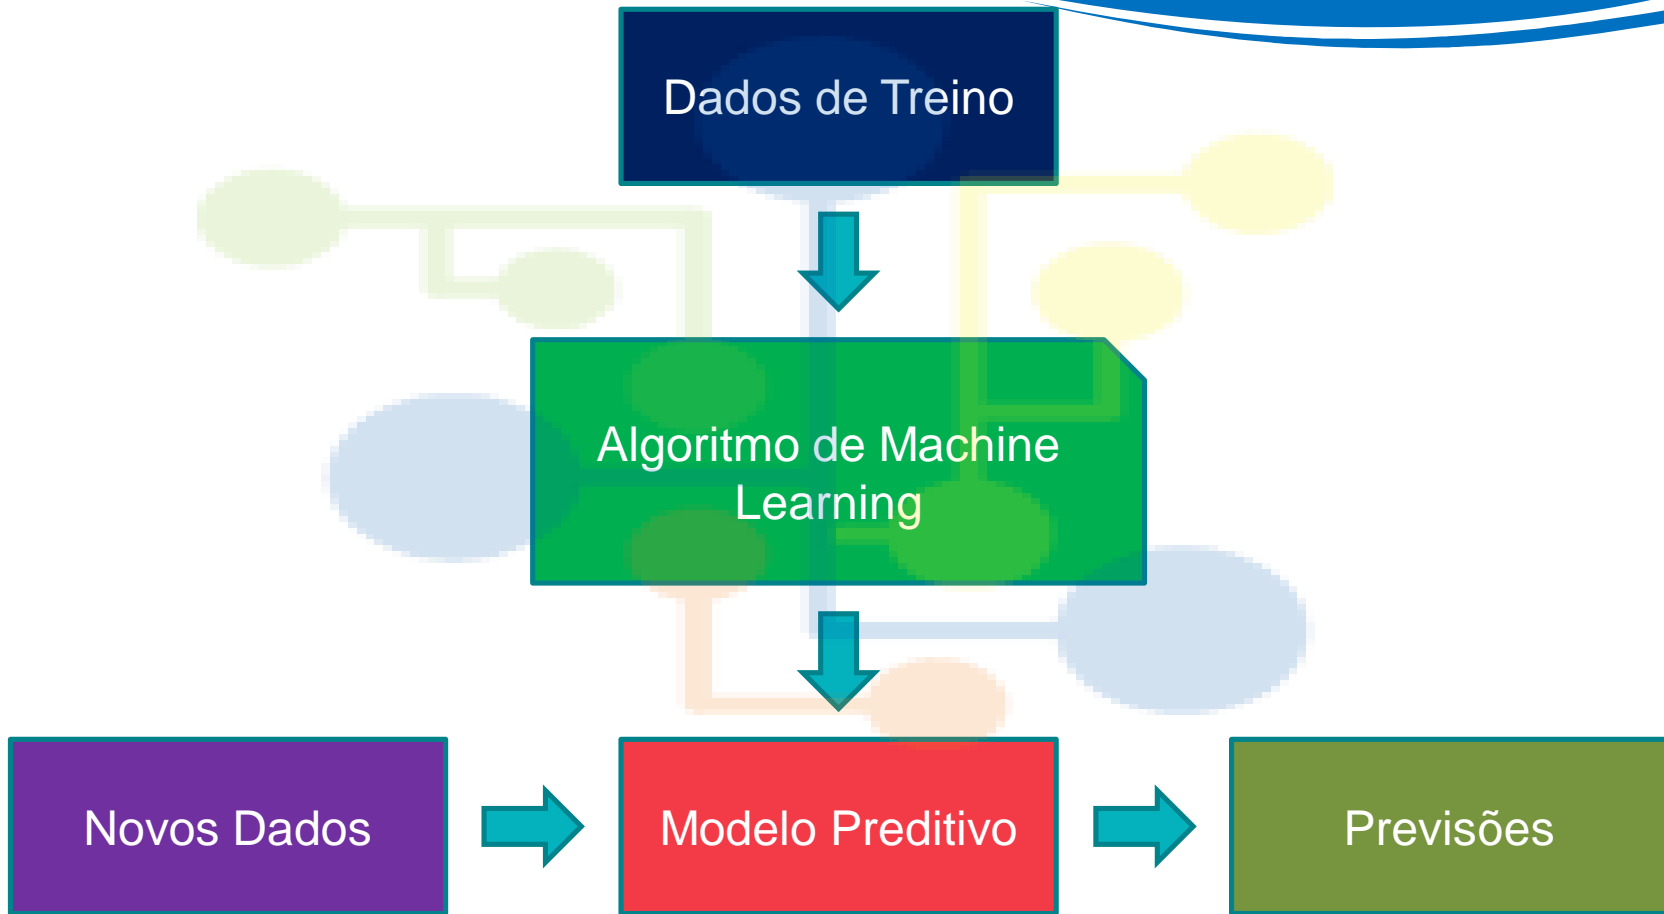 Dados de Treino
Algoritmo de Machine
Learning
Novos Dados
Modelo Preditivo
Previsões